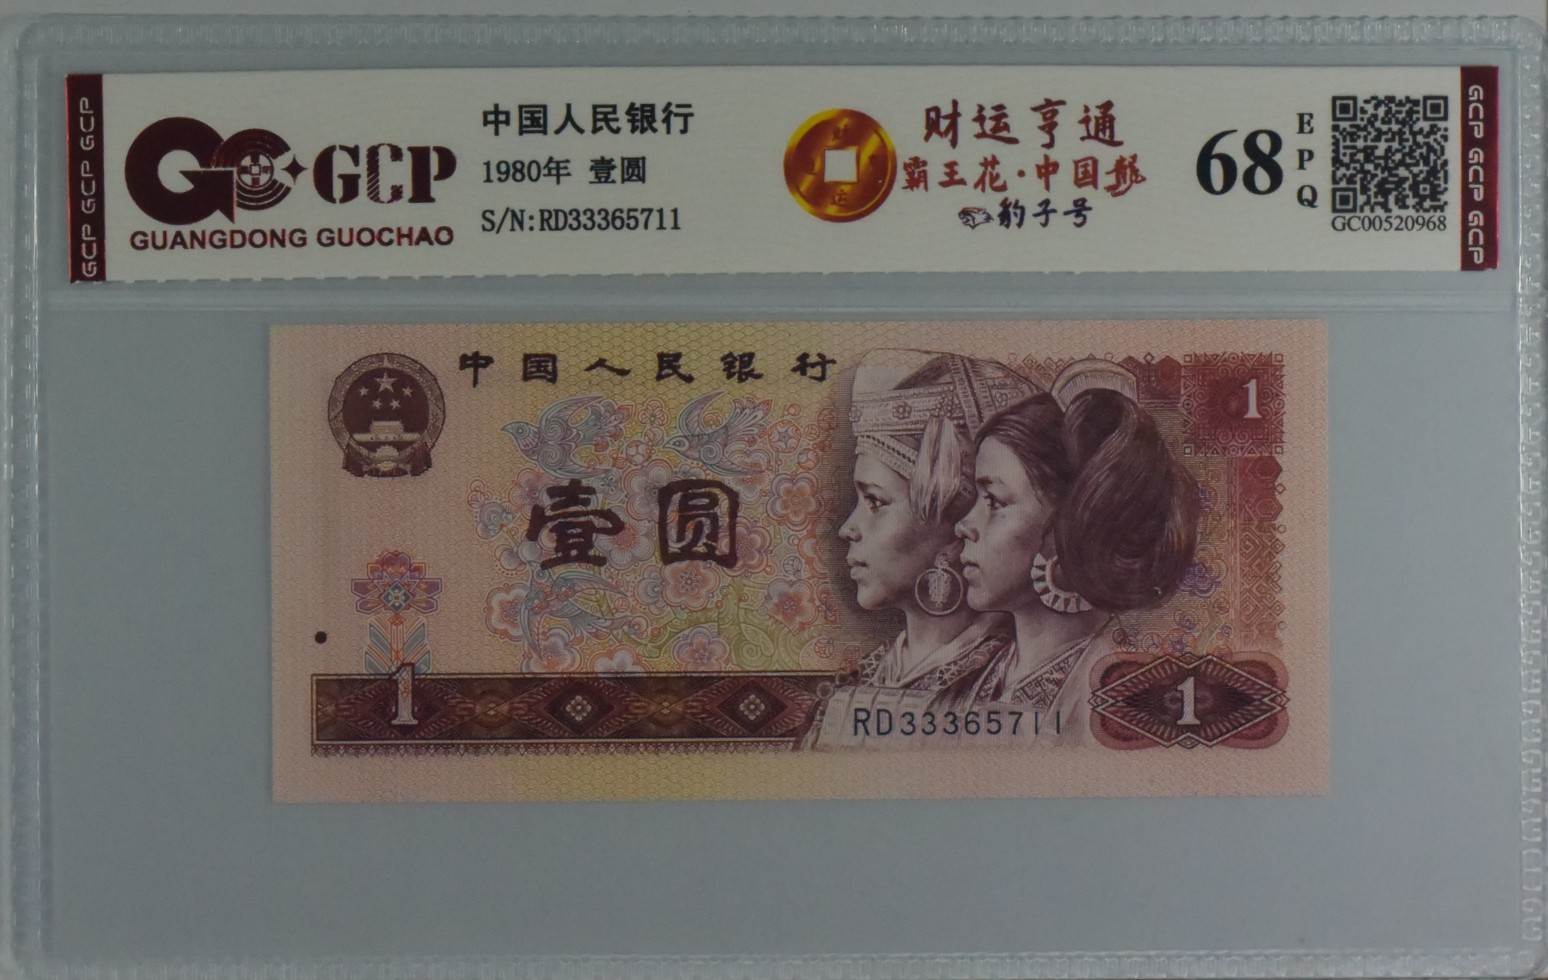 GCP GCP GCP
GCP
GUANGDONG GUOCHAO
中国人民银行
1980年 壹圆
S/N:RD33365711
财运亨通
霸王花·中国龍
豹子号
68
EPQ
GC00520968
GCP GCP GCP
中国人民银行
1
壹圆
1
RD33365711
1